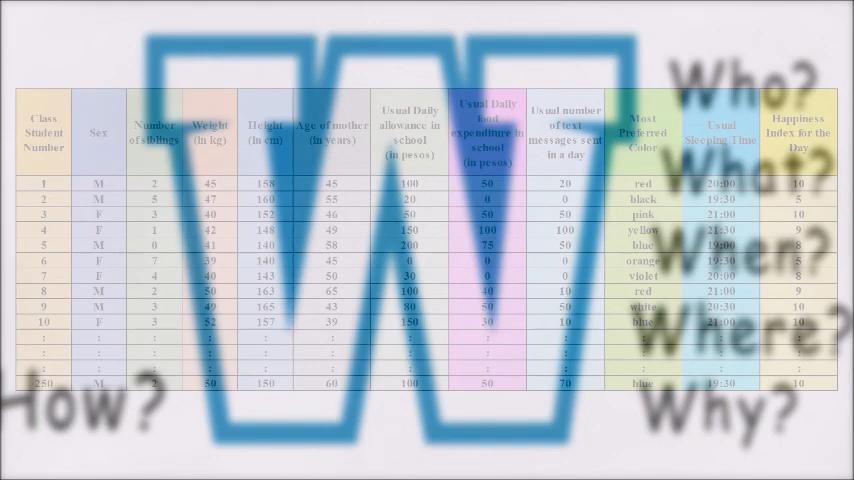 W
Who?
What?
When?
Where?
Why?
How?
Class Student Number | Sex | Number of siblings | Weight (in kg) | Height (in cm) | Age of mother (in years) | Usual Daily allowance in school (in pesos) | Usual Daily food expenditure in school (in pesos) | Usual number of text messages sent in a day | Most Preferred Color | Usual Sleeping Time | Happiness Index for the Day
1 M 2 45 158 45 100 50 20 red 20:00 10
2 M 5 47 160 55 20 0 0 black 19:30 5
3 F 3 40 152 46 50 50 50 pink 21:00 10
4 F 1 42 148 49 150 100 100 yellow 21:30 9
5 M 0 41 140 58 200 75 50 blue 19:00 8
6 F 7 39 140 45 0 0 0 orange 19:30 5
7 F 4 40 143 50 30 0 0 violet 20:00 8
8 M 2 50 163 65 100 40 10 red 21:00 9
9 M 3 49 165 43 80 50 50 white 20:30 10
10 F 3 52 157 39 150 30 10 blue 21:00 10
: : : : : : : : : : : :
: : : : : : : : : : : :
: : : : : : : : : : : :
250 M 2 50 150 60 100 50 70 blue 19:30 10